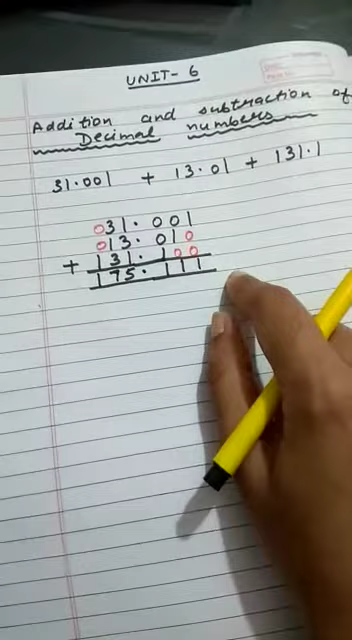 UNIT-6
Addition and subtraction of
Decimal numbers
31.001 + 13.01 + 131.1
031.001
013.010
+ 131.100
175.111